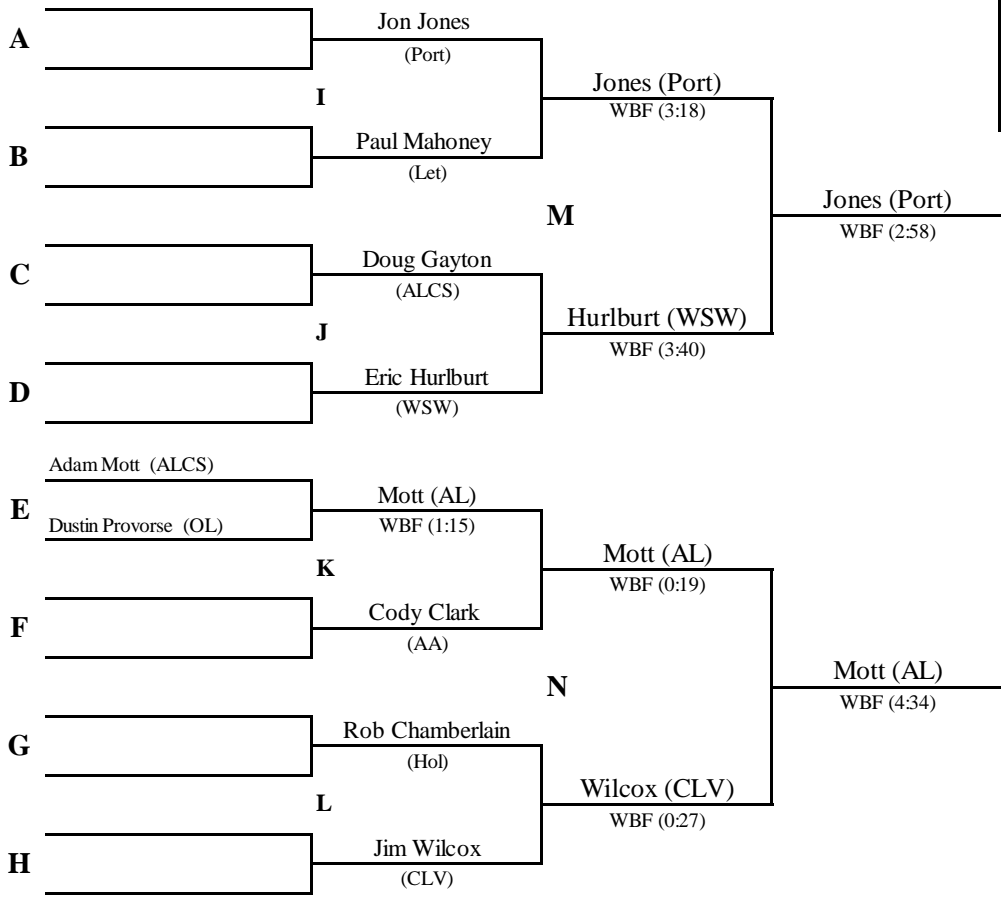 A
Jon Jones
(Port)
I
Jones (Port)
WBF (3:18)
B
Paul Mahoney
(Let)
M
Jones (Port)
WBF (2:58)
C
Doug Gayton
(ALCS)
J
Hurlburt (WSW)
WBF (3:40)
D
Eric Hurlburt
(WSW)
Adam Mott (ALCS)
E
Mott (AL)
WBF (1:15)
Dustin Provorse (OL)
K
Mott (AL)
WBF (0:19)
F
Cody Clark
(AA)
N
Mott (AL)
WBF (4:34)
G
Rob Chamberlain
(Hol)
L
Wilcox (CLV)
WBF (0:27)
H
Jim Wilcox
(CLV)